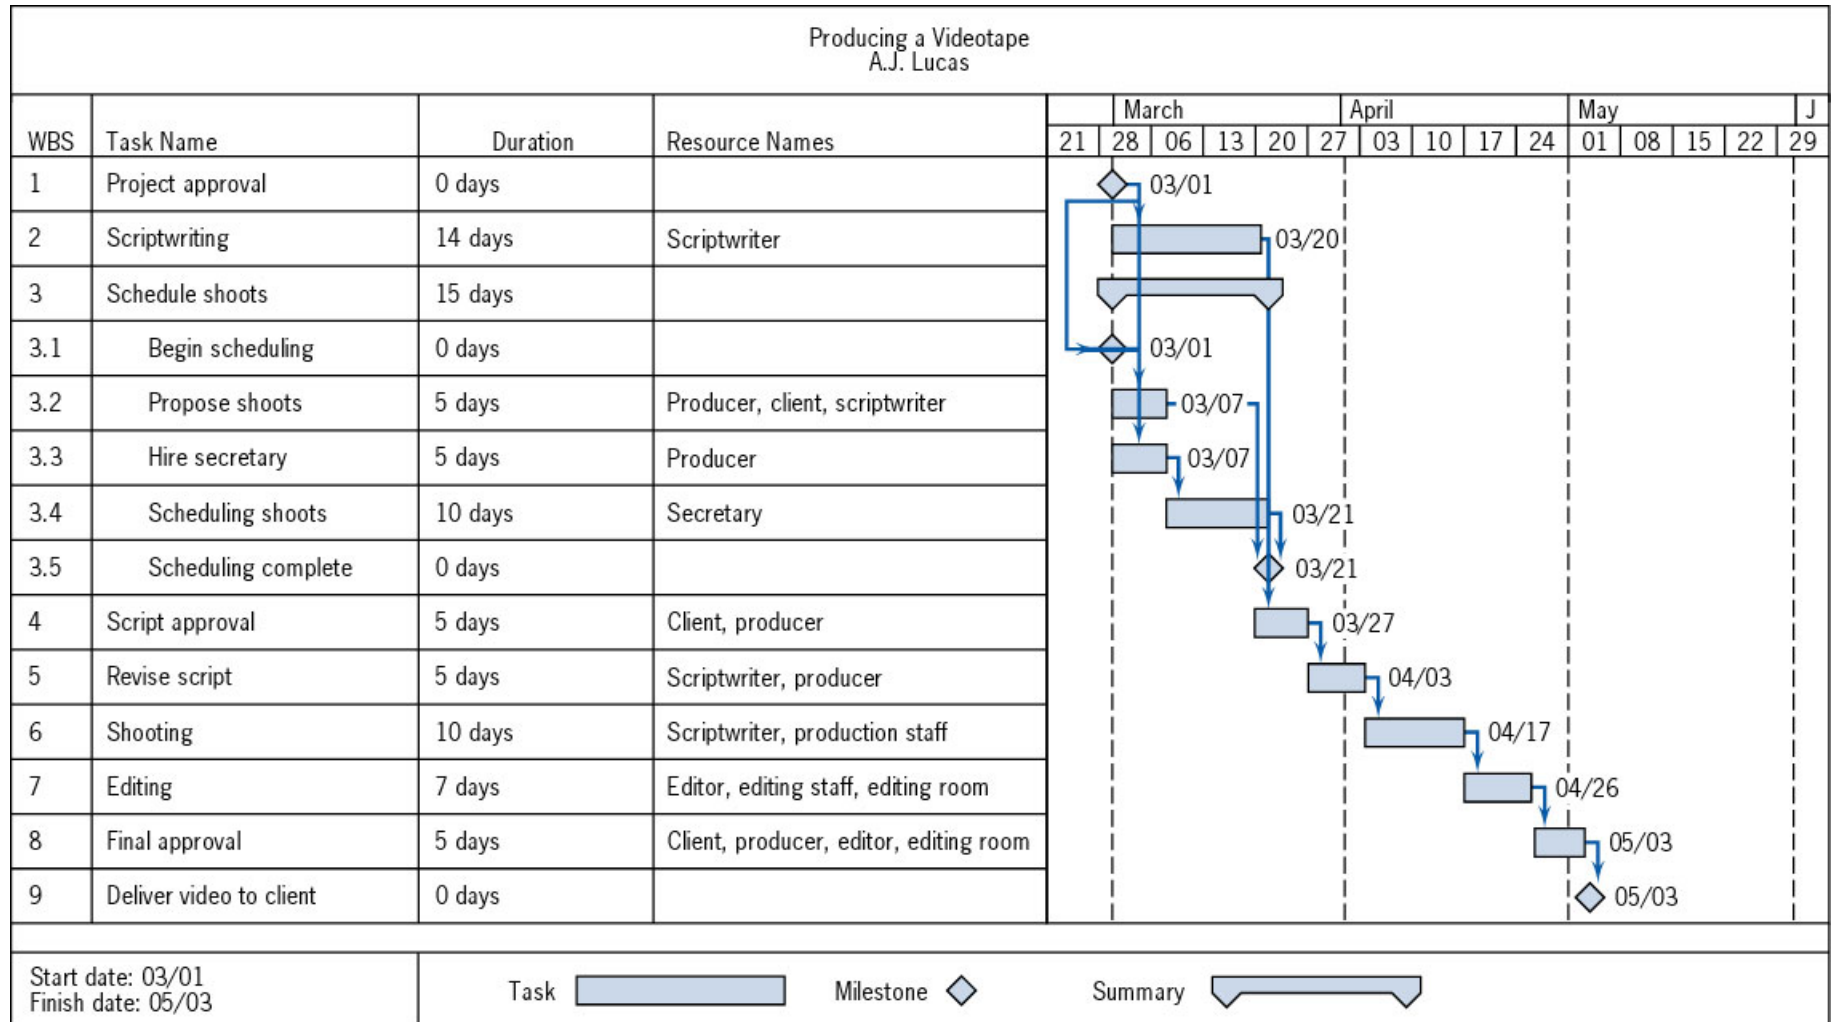 Producing a Videotape
A.J. Lucas
March April May J
WBS Task Name Duration Resource Names 21 28 06 13 20 27 03 10 17 24 01 08 15 22 29
1 Project approval 0 days 03/01
2 Scriptwriting 14 days Scriptwriter 03/20
3 Schedule shoots 15 days
3.1 Begin scheduling 0 days 03/01
3.2 Propose shoots 5 days Producer, client, scriptwriter 03/07
3.3 Hire secretary 5 days Producer 03/07
3.4 Scheduling shoots 10 days Secretary 03/21
3.5 Scheduling complete 0 days 03/21
4 Script approval 5 days Client, producer 03/27
5 Revise script 5 days Scriptwriter, producer 04/03
6 Shooting 10 days Scriptwriter, production staff 04/17
7 Editing 7 days Editor, editing staff, editing room 04/26
8 Final approval 5 days Client, producer, editor, editing room 05/03
9 Deliver video to client 0 days 05/03
Start date: 03/01
Finish date: 05/03
Task Milestone Summary